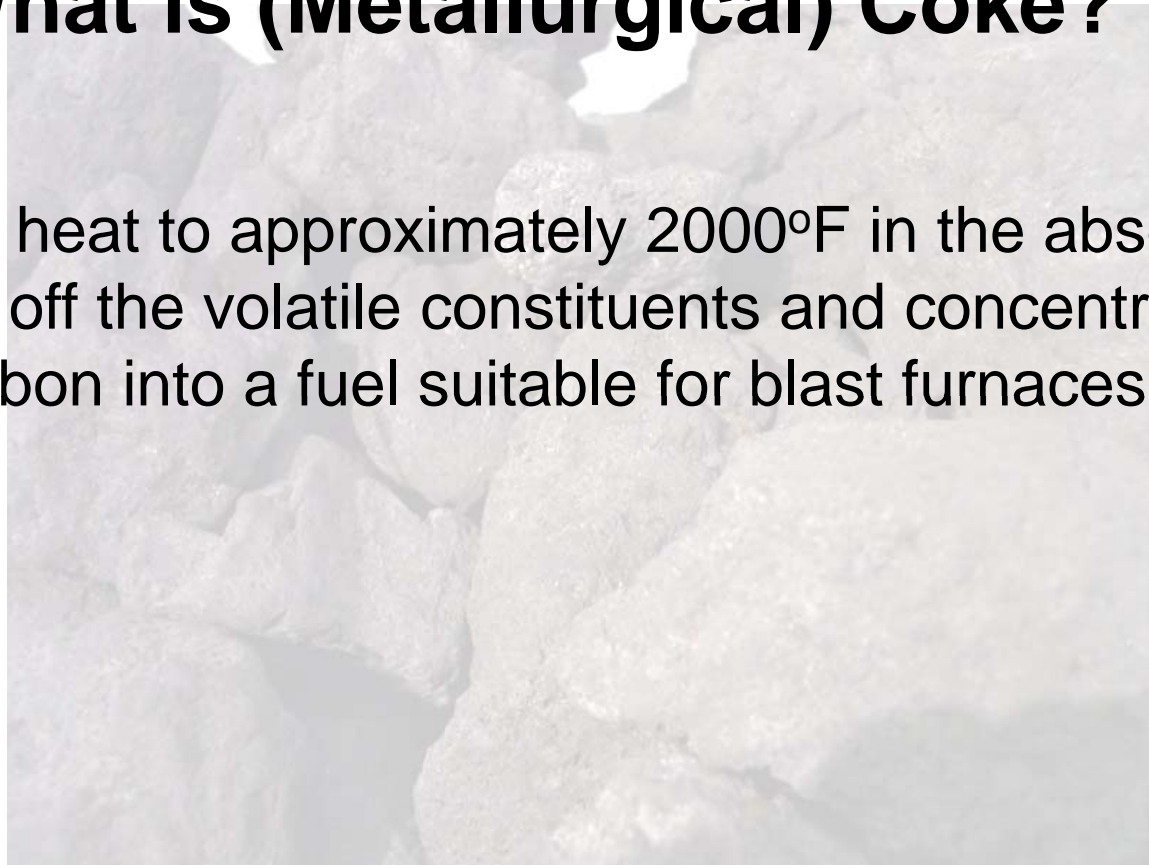 hat is (Metallurgical) Coke?
heat to approximately 2000ºF in the abs
off the volatile constituents and concentr
bon into a fuel suitable for blast furnaces